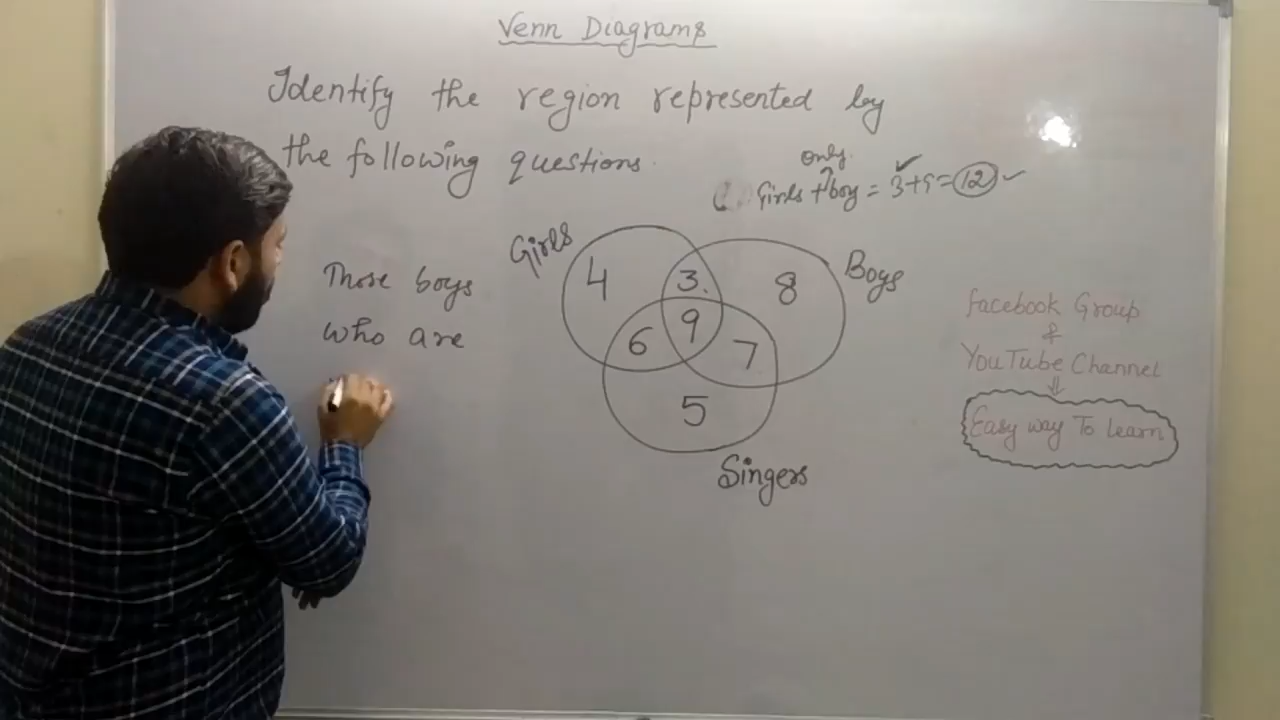 Venn Diagrams
Identify the region represented by
the following questions.
only
Girls + boy = 3+9=12
Girls
Boys
4
3.
8
9
6
7
5
Singers
Those boys
who are
Facebook Group
&
YouTube Channel
⇓
Easy way To Learn